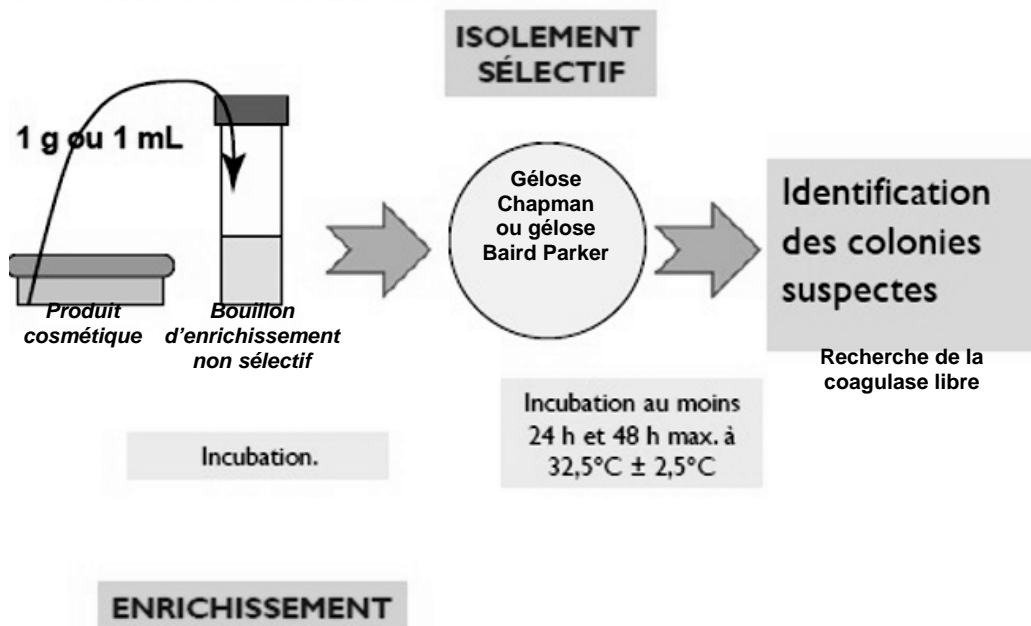 ISOLEMENT
SÉLECTIF
1 g ou 1 mL
Produit
cosmétique
Bouillon
d'enrichissement
non sélectif
Gélose
Chapman
ou gélose
Baird Parker
Identification
des colonies
suspectes
Recherche de la
coagulase libre
Incubation au moins
24 h et 48 h max. à
32,5°C ± 2,5°C
Incubation.
ENRICHISSEMENT